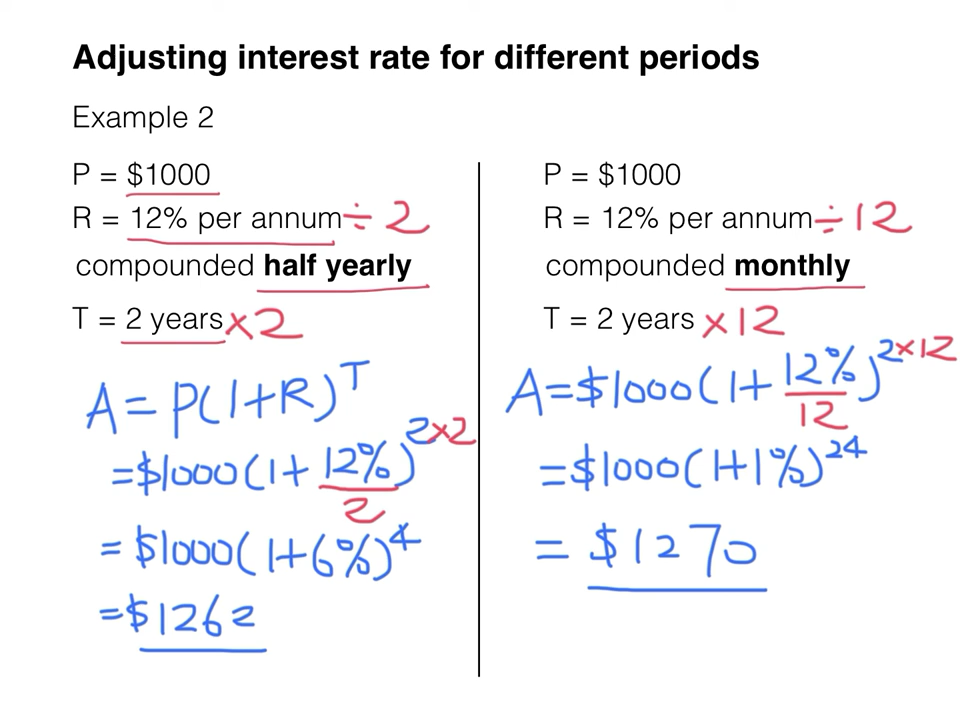 Adjusting interest rate for different periods
Example 2
P = $1000
R = 12% per annum ÷ 2
compounded half yearly
T = 2 years × 2
A = P(1+R)^T
= $1000(1 + 12%/2)^2×2
= $1000(1+6%)^4
= $1262
P = $1000
R = 12% per annum ÷ 12
compounded monthly
T = 2 years × 12
A = $1000(1 + 12%/12)^2×12
= $1000(1+1%)^24
= $1270